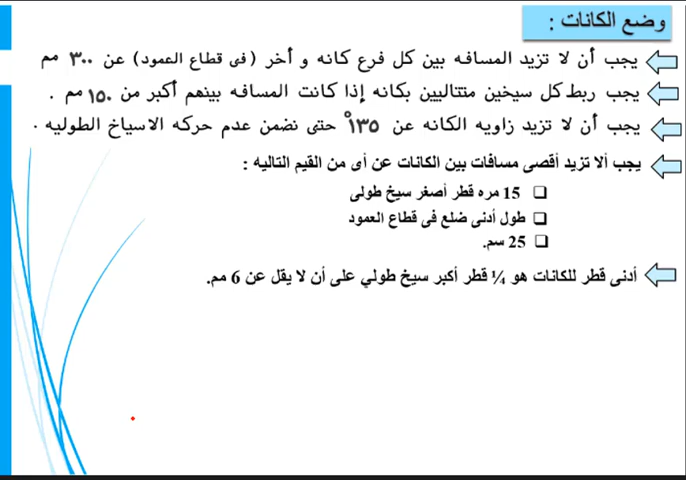 وضع الكانات :
يجب أن لا تزيد المسافه بين كل فرع كانه و أخر ( فى قطاع العمود ) عن ٣٠٠ مم
يجب ربط كل سيخين متتاليين بكانه إذا كانت المسافه بينهم أكبر من ١٥٠ مم .
يجب أن لا تزيد زاويه الكانه عن ١٣٥° حتى نضمن عدم حركه الاسياخ الطوليه .
يجب ألا تزيد أقصى مسافات بين الكانات عن أى من القيم التاليه :
❑ 15 مره قطر أصغر سيخ طولى
❑ طول أدنى ضلع فى قطاع العمود
❑ 25 سم.
أدنى قطر للكانات هو ¼ قطر أكبر سيخ طولي على أن لا يقل عن 6 مم.